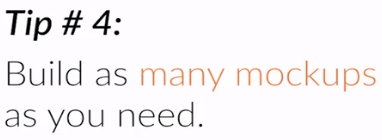 Tip # 4:
Build as many mockups
as you need.